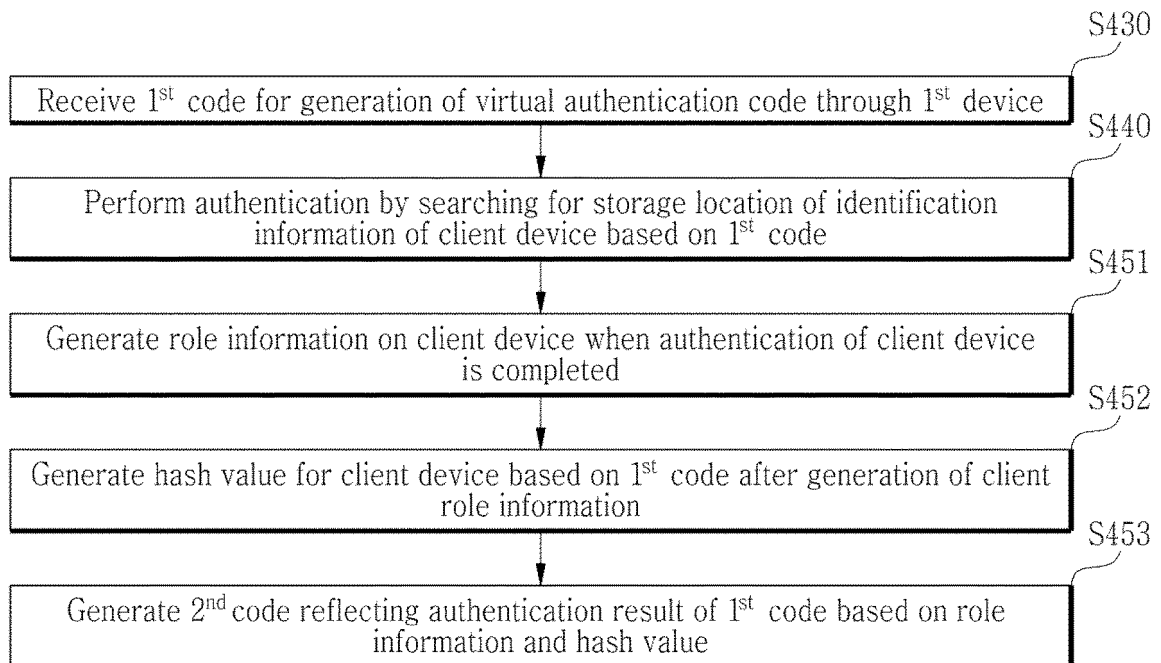 S430
Receive 1st code for generation of virtual authentication code through 1st device
S440
Perform authentication by searching for storage location of identification
information of client device based on 1st code
S451
Generate role information on client device when authentication of client device
is completed
S452
Generate hash value for client device based on 1st code after generation of client
role information
S453
Generate 2nd code reflecting authentication result of 1st code based on role
information and hash value